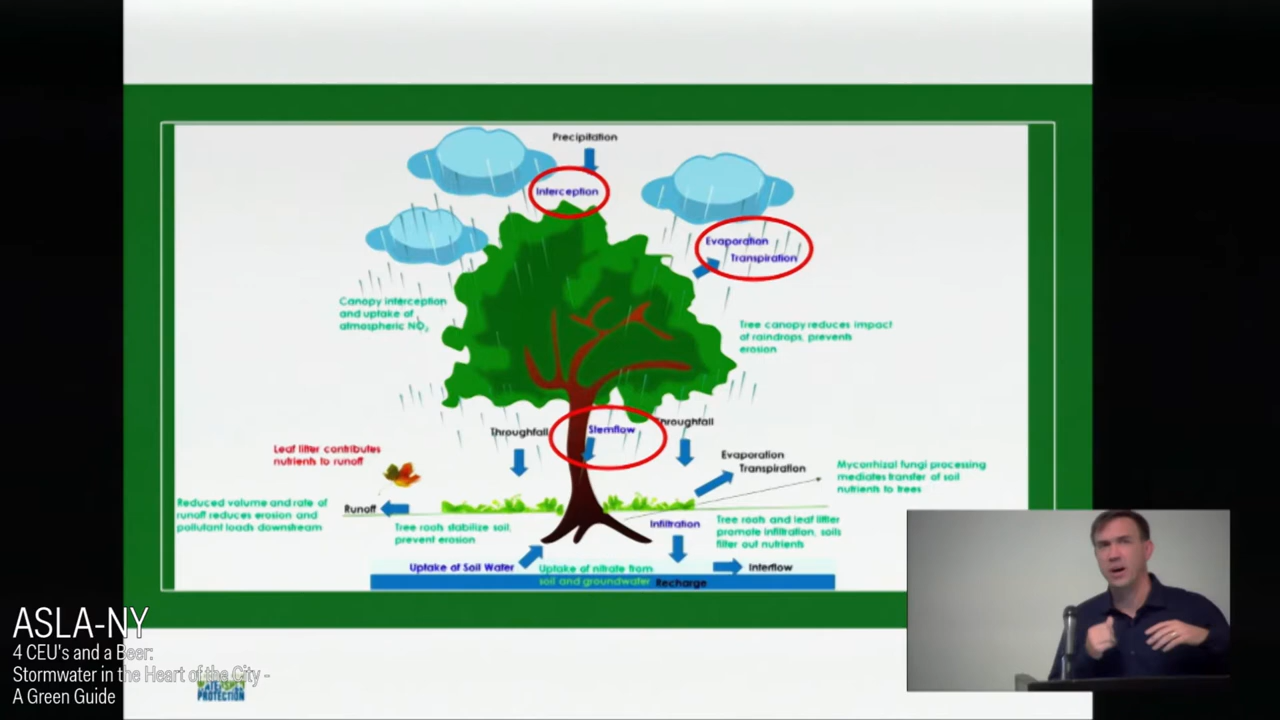 Precipitation
Interception
Evaporation
Transpiration
Canopy interception
and uptake of
atmospheric NO₂
Tree canopy reduces impact
of raindrops, prevents
erosion
Throughfall
Stemflow
Throughfall
Leaf litter contributes
nutrients to runoff
Evaporation
Transpiration
Mycorrhizal fungi processing
mediates transfer of soil
nutrients to trees
Reduced volume and rate of
runoff reduces erosion and
pollutant loads downstream
Runoff
Tree roots stabilize soil,
prevent erosion
Infiltration
Tree roots and leaf litter
promote infiltration, soils
filter out nutrients
Uptake of Soil Water
Uptake of nitrate from
soil and groundwater
Recharge
Interflow
ASLA-NY
4 CEU's and a Beer:
Stormwater in the Heart of the City -
A Green Guide
WATERSHED
PROTECTION